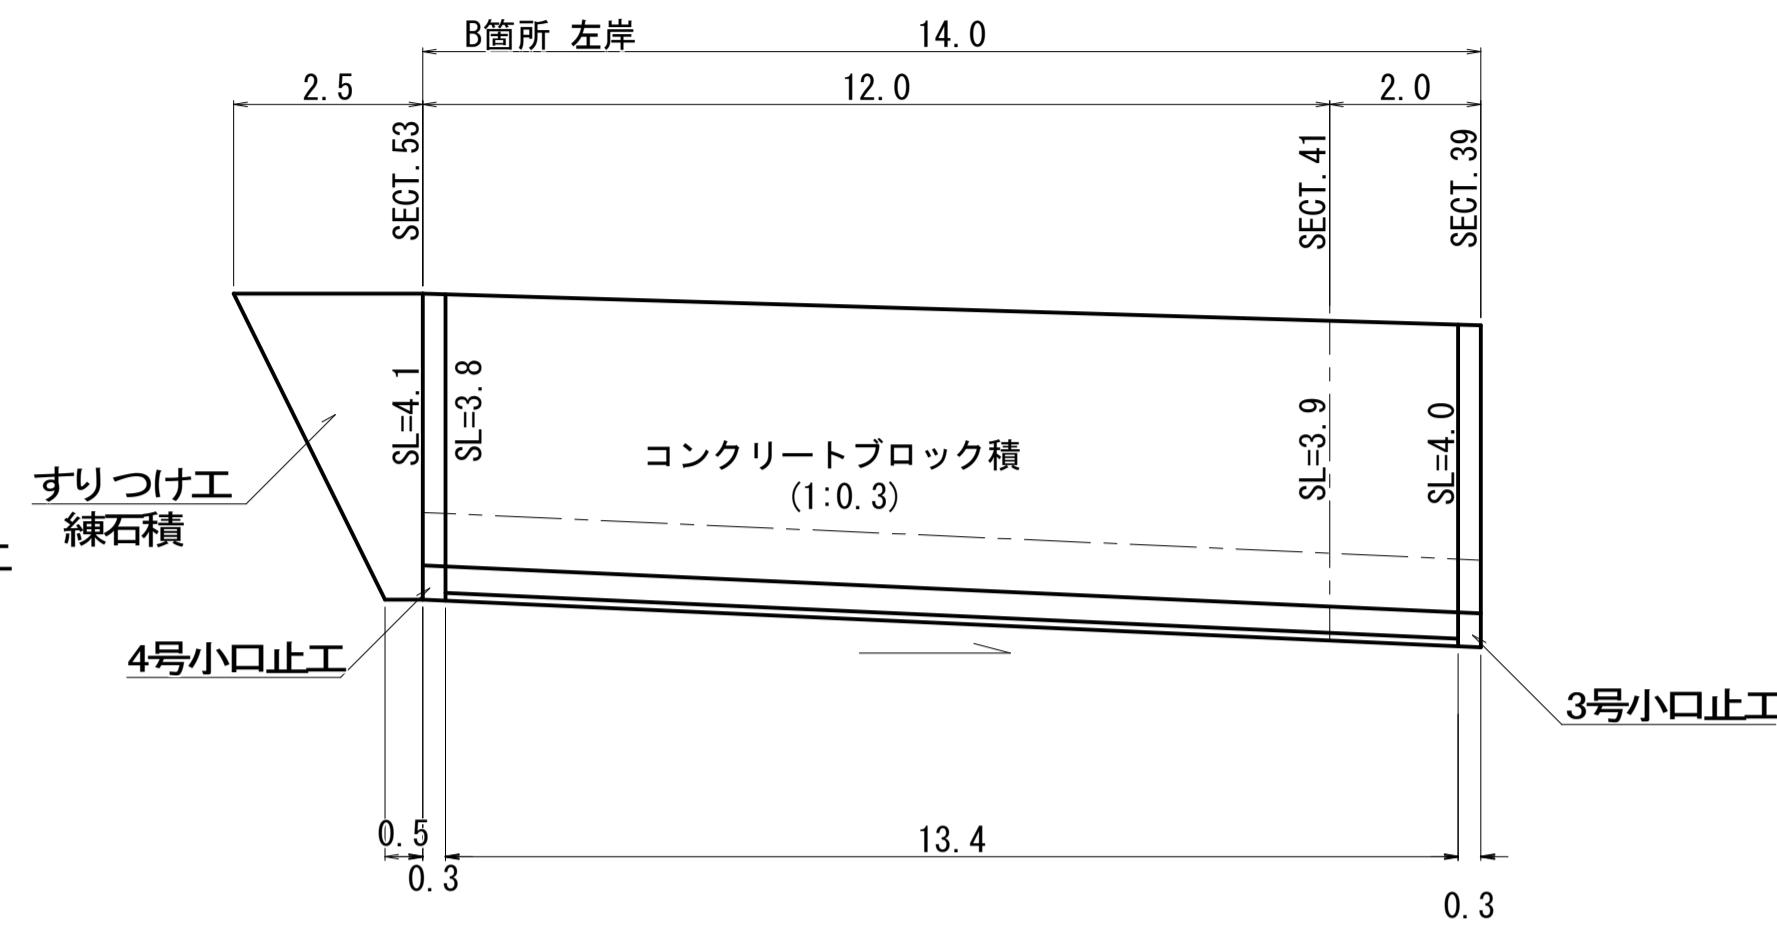 B箇所 左岸
14.0
2.5
12.0
2.0
SECT.53
SECT.41
SECT.39
SL=4.1
SL=3.8
SL=3.9
SL=4.0
コンクリートブロック積
(1:0.3)
すりつけ工
練石積
4号小口止工
3号小口止工
0.5
0.3
13.4
0.3